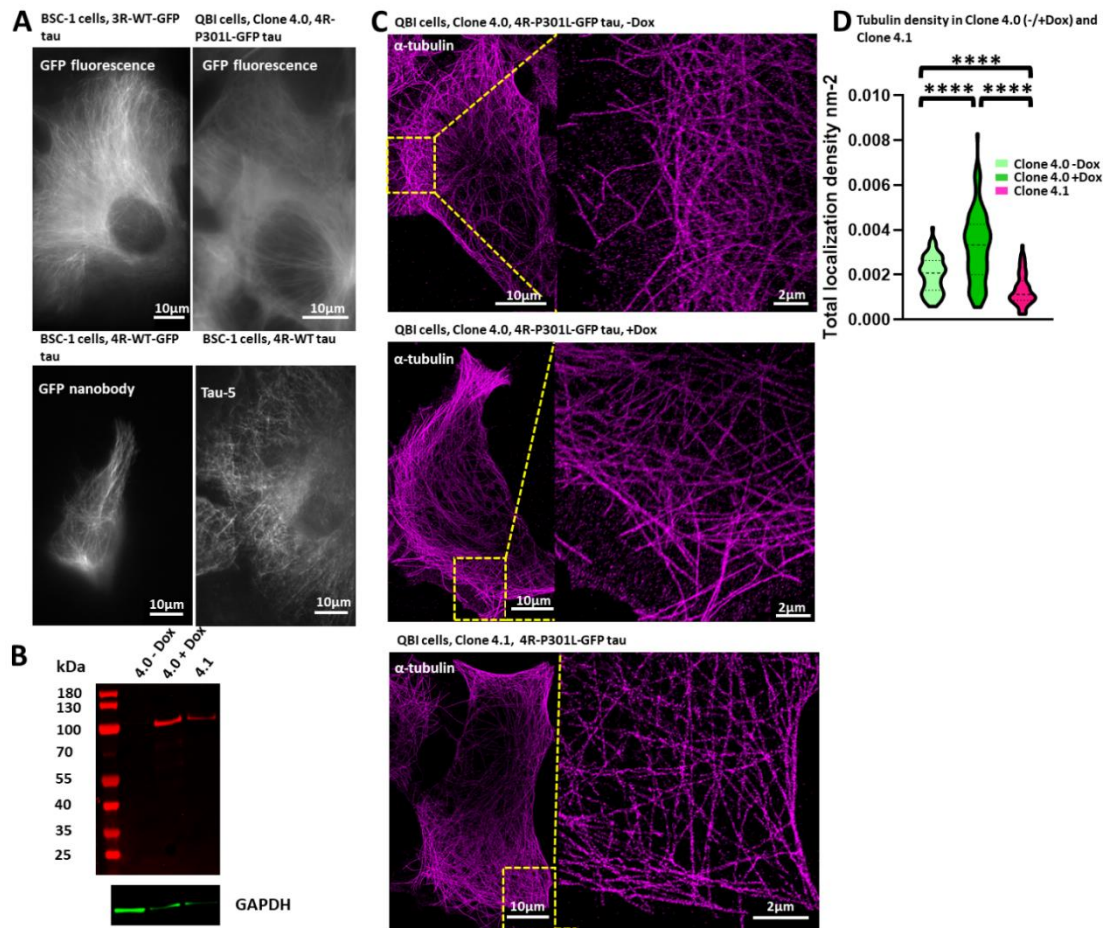 A
BSC-1 cells, 3R-WT-GFP
tau
GFP fluorescence
10μm
QBI cells, Clone 4.0, 4R-
P301L-GFP tau
GFP fluorescence
10μm
BSC-1 cells, 4R-WT-GFP
tau
GFP nanobody
10μm
BSC-1 cells, 4R-WT tau
Tau-5
10μm
B
kDa
4.0 - Dox
4.0 + Dox
4.1
180
130
100
70
55
40
35
25
GAPDH
C
QBI cells, Clone 4.0, 4R-P301L-GFP tau, -Dox
α-tubulin
10μm
2μm
QBI cells, Clone 4.0, 4R-P301L-GFP tau, +Dox
α-tubulin
10μm
2μm
QBI cells, Clone 4.1, 4R-P301L-GFP tau
α-tubulin
10μm
2μm
D
Tubulin density in Clone 4.0 (-/+Dox) and
Clone 4.1
****
**** ****
Total localization density nm-2
0.010
0.008
0.006
0.004
0.002
0.000
Clone 4.0 -Dox
Clone 4.0 +Dox
Clone 4.1